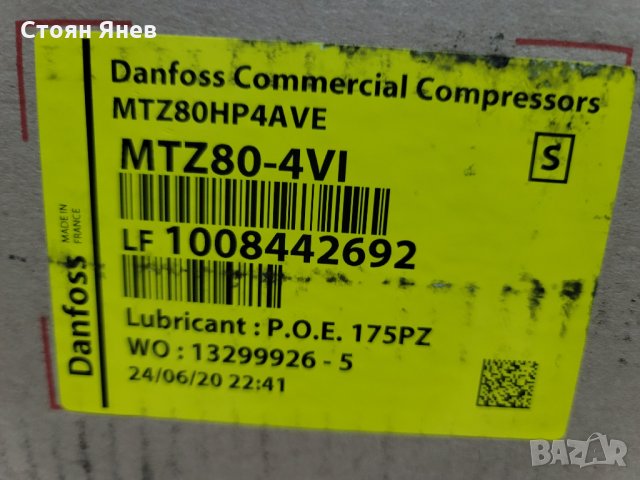 Стоян Янев
Danfoss Commercial Compressors
MTZ80HP4AVE
MTZ80-4VI
S
LF 1008442692
Lubricant : P.O.E. 175PZ
WO : 13299926 - 5
24/06/20 22:41
Danfoss
MADE IN
FRANCE
BAZAR